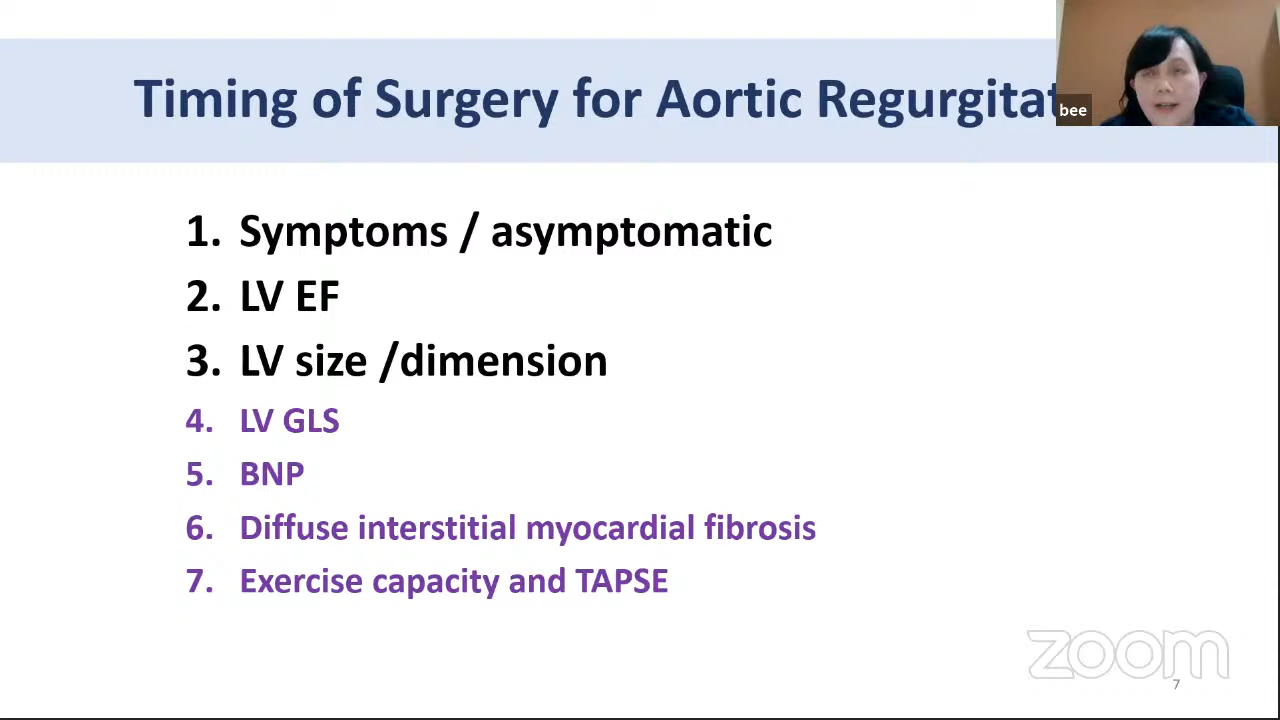 Timing of Surgery for Aortic Regurgitat
bee
1. Symptoms / asymptomatic
2. LV EF
3. LV size /dimension
4. LV GLS
5. BNP
6. Diffuse interstitial myocardial fibrosis
7. Exercise capacity and TAPSE
zoom
7